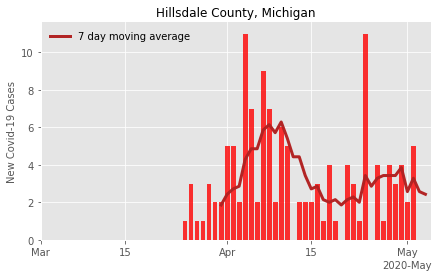 Hillsdale County, Michigan
7 day moving average
New Covid-19 Cases
10
8
6
4
2
0
Mar 15 Apr 15 May
2020-May